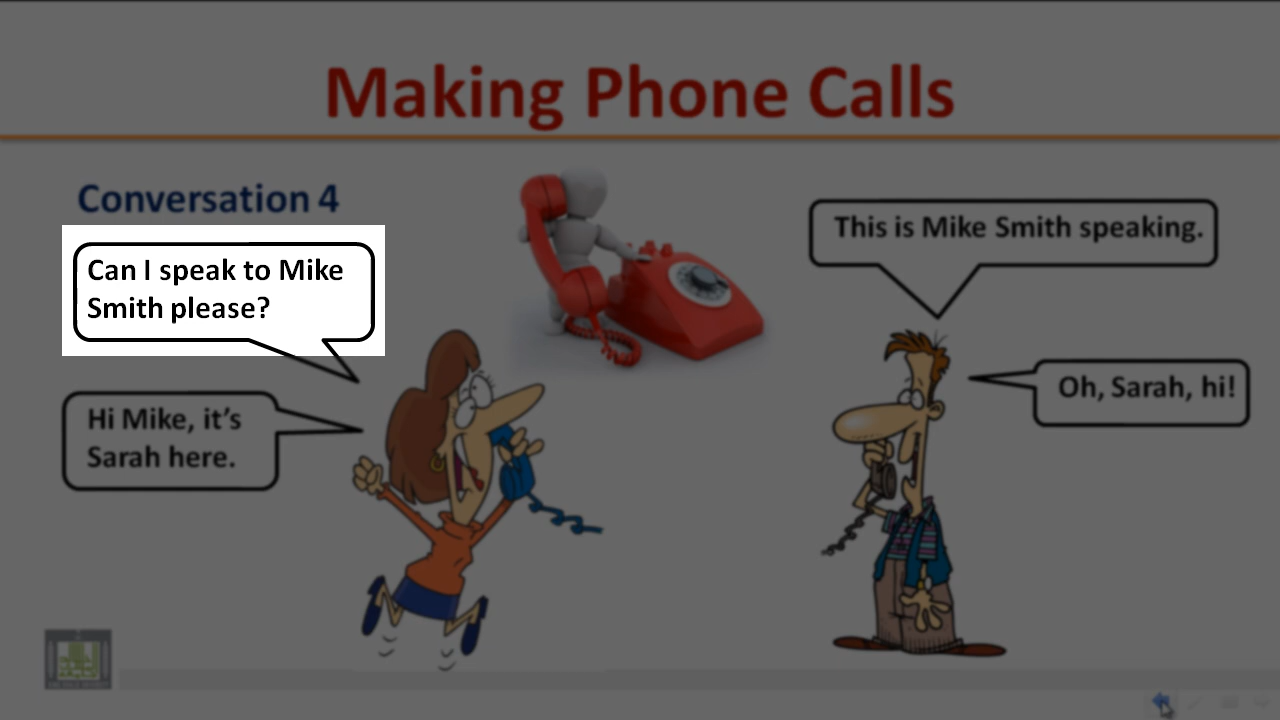 Making Phone Calls
Conversation 4
Can I speak to Mike
Smith please?
This is Mike Smith speaking.
Hi Mike, it's
Sarah here.
Oh, Sarah, hi!